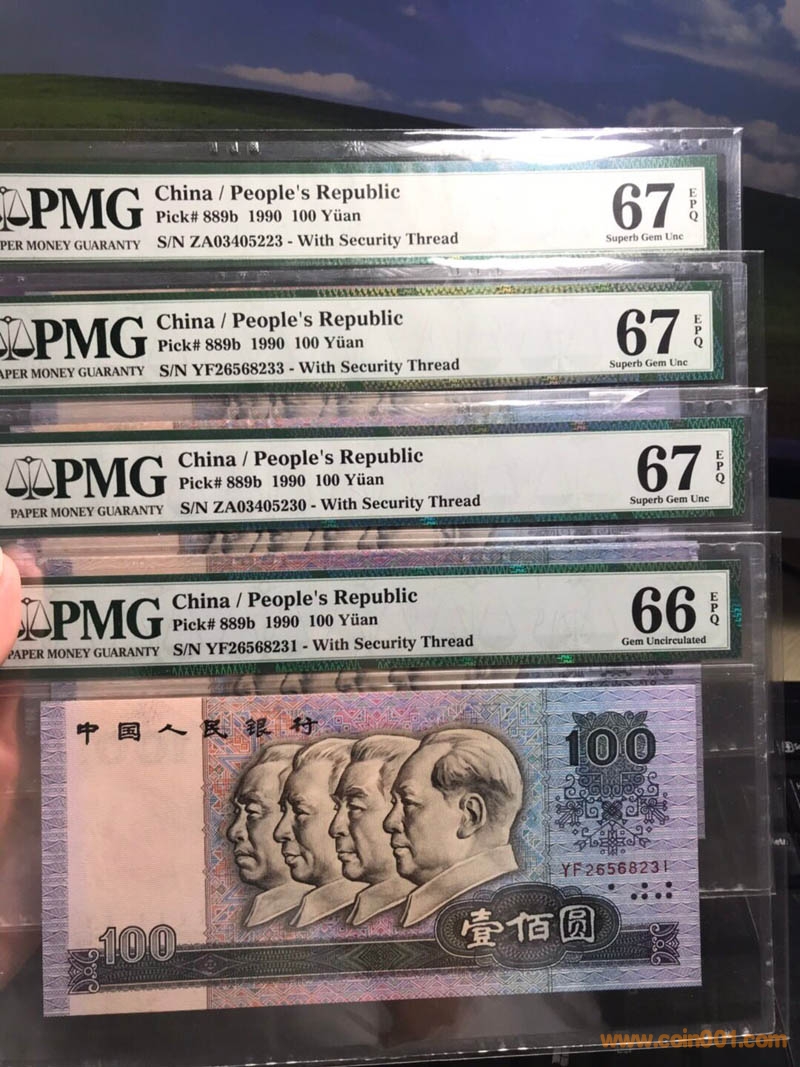 PMG
PER MONEY GUARANTY
China / People's Republic
Pick# 889b 1990 100 Yüan
S/N ZA03405223 - With Security Thread
67
EPQ
Superb Gem Unc
PMG
APER MONEY GUARANTY
China / People's Republic
Pick# 889b 1990 100 Yüan
S/N YF26568233 - With Security Thread
67
EPQ
Superb Gem Unc
PMG
PAPER MONEY GUARANTY
China / People's Republic
Pick# 889b 1990 100 Yüan
S/N ZA03405230 - With Security Thread
67
EPQ
Superb Gem Unc
PMG
PAPER MONEY GUARANTY
China / People's Republic
Pick# 889b 1990 100 Yüan
S/N YF26568231 - With Security Thread
66
EPQ
Gem Uncirculated
中国人民银行
100
YF26568231
100
壹佰圆
www.coin001.com